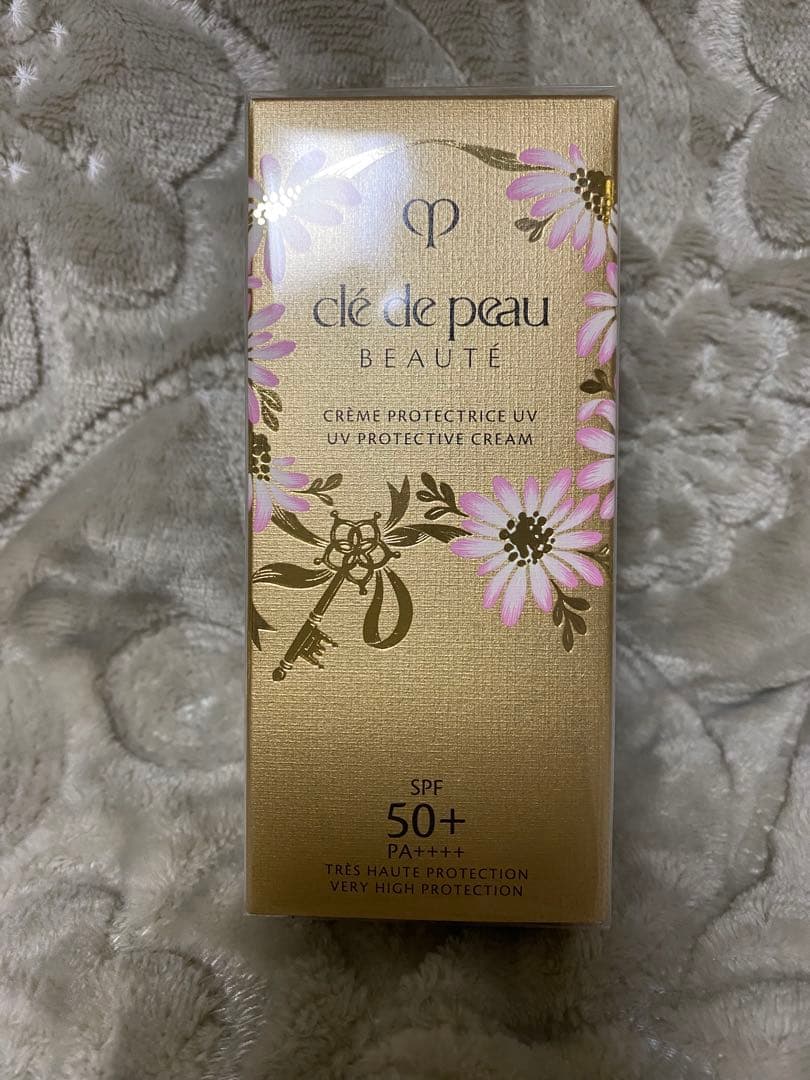 clé de peau
BEAUTÉ
CRÈME PROTECTRICE UV
UV PROTECTIVE CREAM
SPF
50+
PA++++
TRÈS HAUTE PROTECTION
VERY HIGH PROTECTION